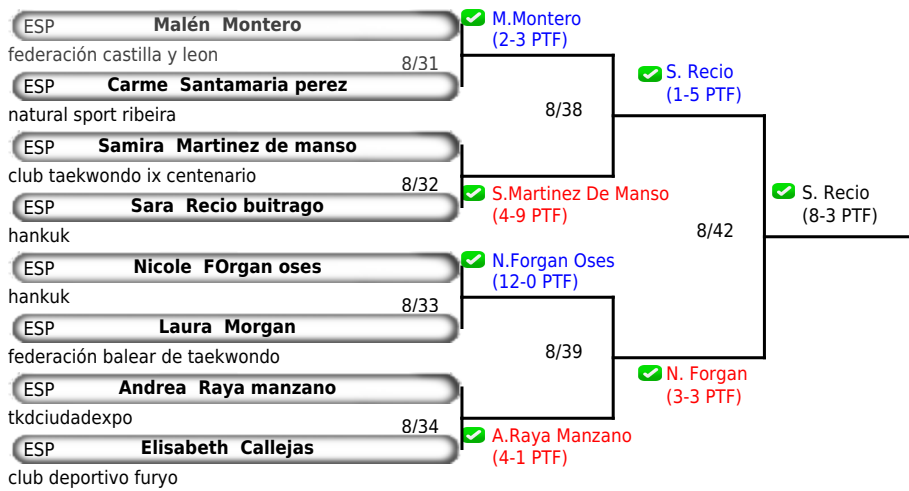 ESP Malén Montero
federación castilla y leon
8/31
ESP Carme Santamaria perez
natural sport ribeira
ESP Samira Martinez de manso
club taekwondo ix centenario
8/32
ESP Sara Recio buitrago
hankuk
ESP Nicole FOrgan oses
hankuk
8/33
ESP Laura Morgan
federación balear de taekwondo
ESP Andrea Raya manzano
tkdciudadexpo
8/34
ESP Elisabeth Callejas
club deportivo furyo
M.Montero
(2-3 PTF)
8/38
S.Martinez De Manso
(4-9 PTF)
N.Forgan Oses
(12-0 PTF)
8/39
A.Raya Manzano
(4-1 PTF)
S. Recio
(1-5 PTF)
8/42
N. Forgan
(3-3 PTF)
S. Recio
(8-3 PTF)